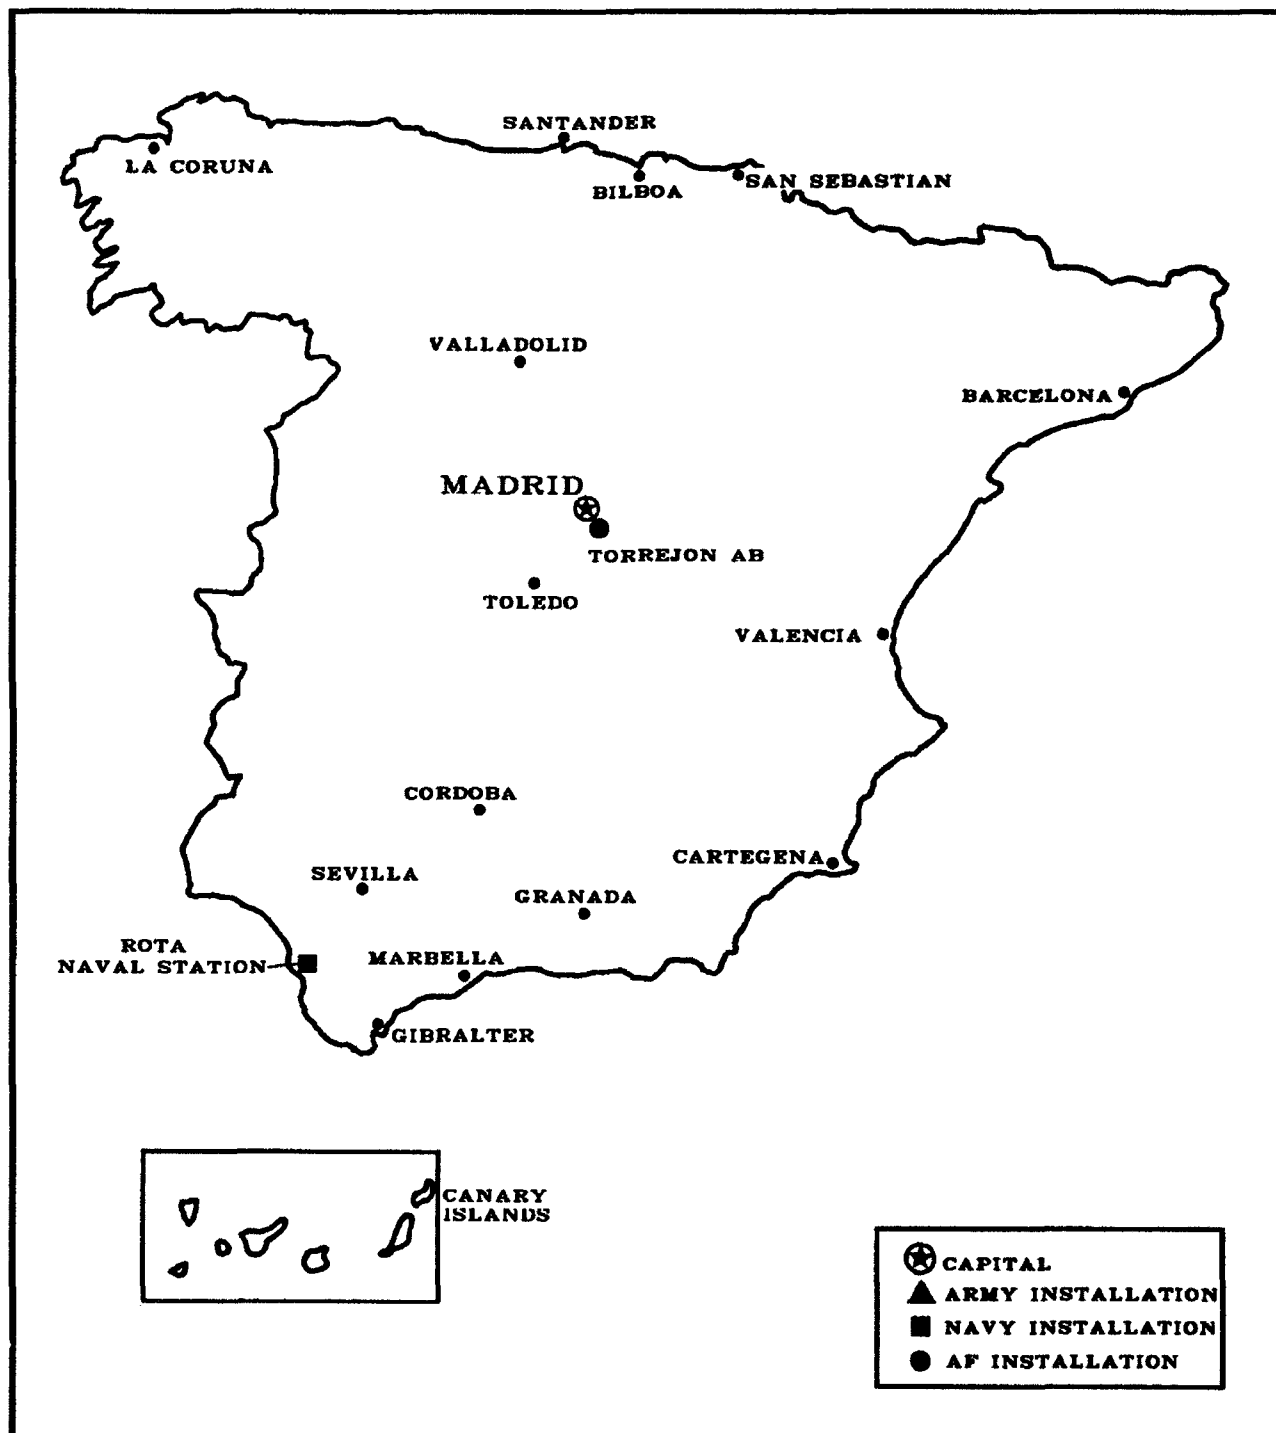 SANTANDER
LA CORUNA
BILBOA
SAN SEBASTIAN
VALLADOLID
BARCELONA
MADRID
TORREJON AB
TOLEDO
VALENCIA
CORDOBA
CARTEGENA
SEVILLA
GRANADA
ROTA
NAVAL STATION
MARBELLA
GIBRALTER
CANARY
ISLANDS
CAPITAL
ARMY INSTALLATION
NAVY INSTALLATION
AF INSTALLATION